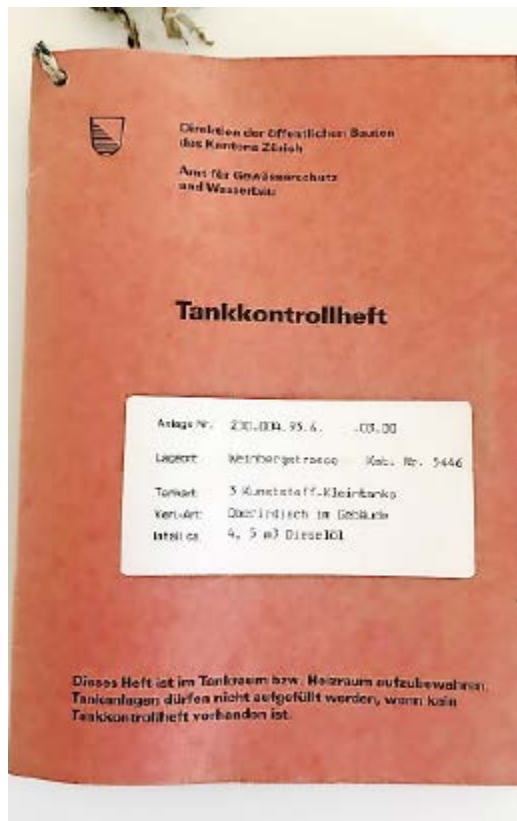 Direktion der öffentlichen Bauten
des Kantons Zürich
Amt für Gewässerschutz
und Wasserbau
Tankkontrollheft
Anlage Nr.
Lageort Weinbergstrasse Kat. Nr. 5446
Tankart 3 Kunststoff-Kleintanks
Verl.-Art Oberirdisch im Gebäude
Inhalt ca. 4, 5 m3 Dieselöl
Dieses Heft ist im Tankraum bzw. Heizraum aufzubewahren.
Tankanlagen dürfen nicht aufgefüllt werden, wenn kein
Tankkontrollheft vorhanden ist.